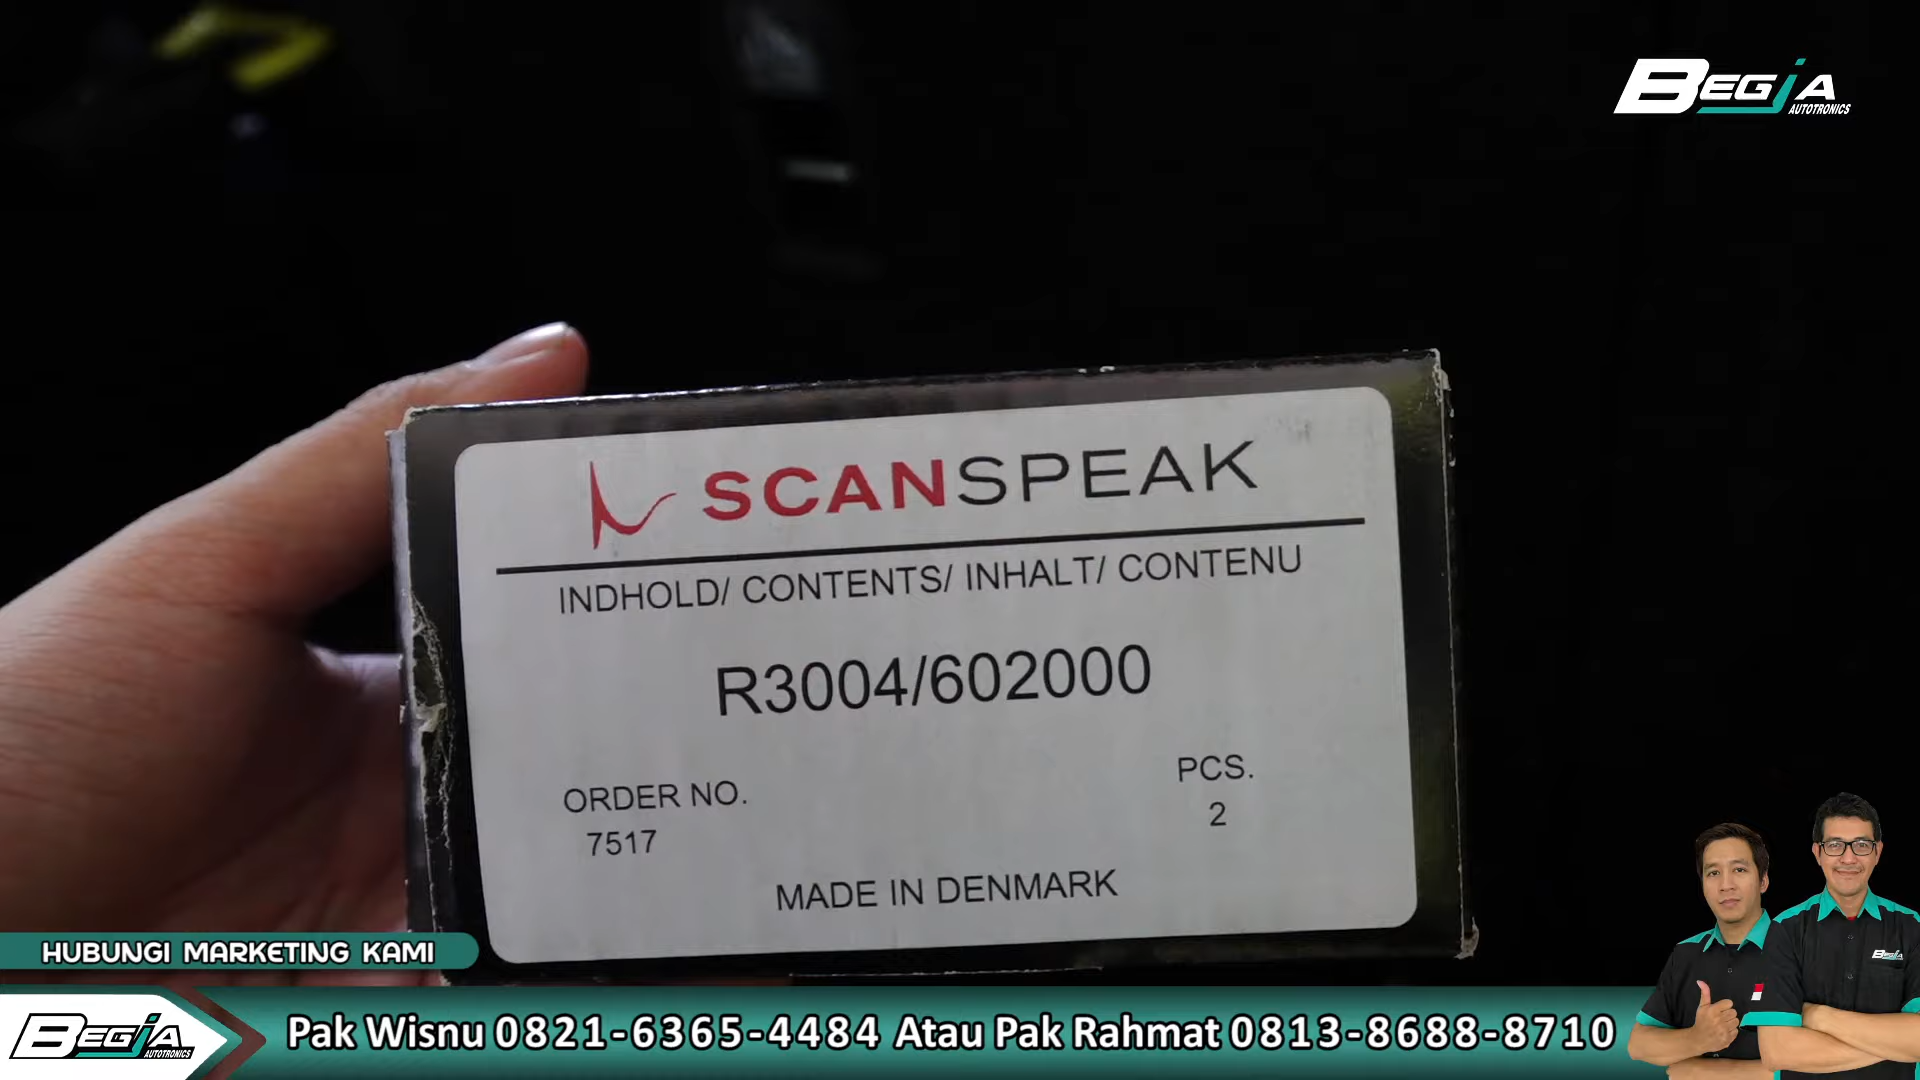 BEGJA
AUTOTRONICS
SCANSPEAK
INDHOLD/ CONTENTS/ INHALT/ CONTENU
R3004/602000
ORDER NO.
7517
PCS.
2
MADE IN DENMARK
HUBUNGI MARKETING KAMI
BEGJA
AUTOTRONICS
Pak Wisnu 0821-6365-4484 Atau Pak Rahmat 0813-8688-8710
BEGJA